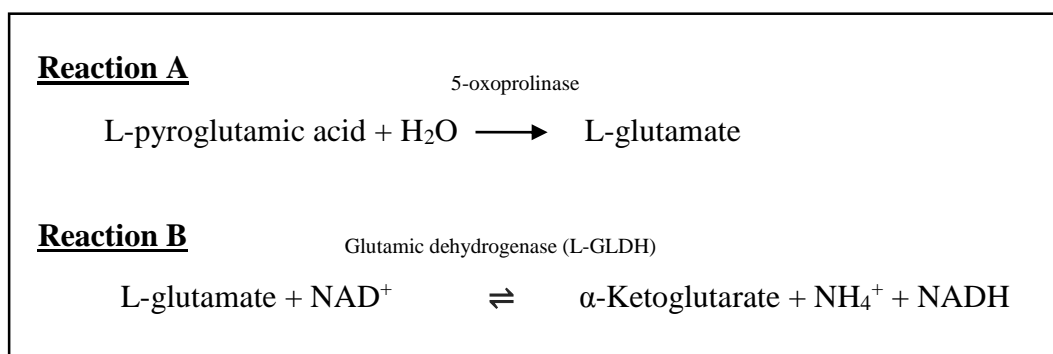 Reaction A
5-oxoprolinase
L-pyroglutamic acid + H₂O ⟶ L-glutamate
Reaction B
Glutamic dehydrogenase (L-GLDH)
L-glutamate + NAD⁺ ⇌ α-Ketoglutarate + NH₄⁺ + NADH